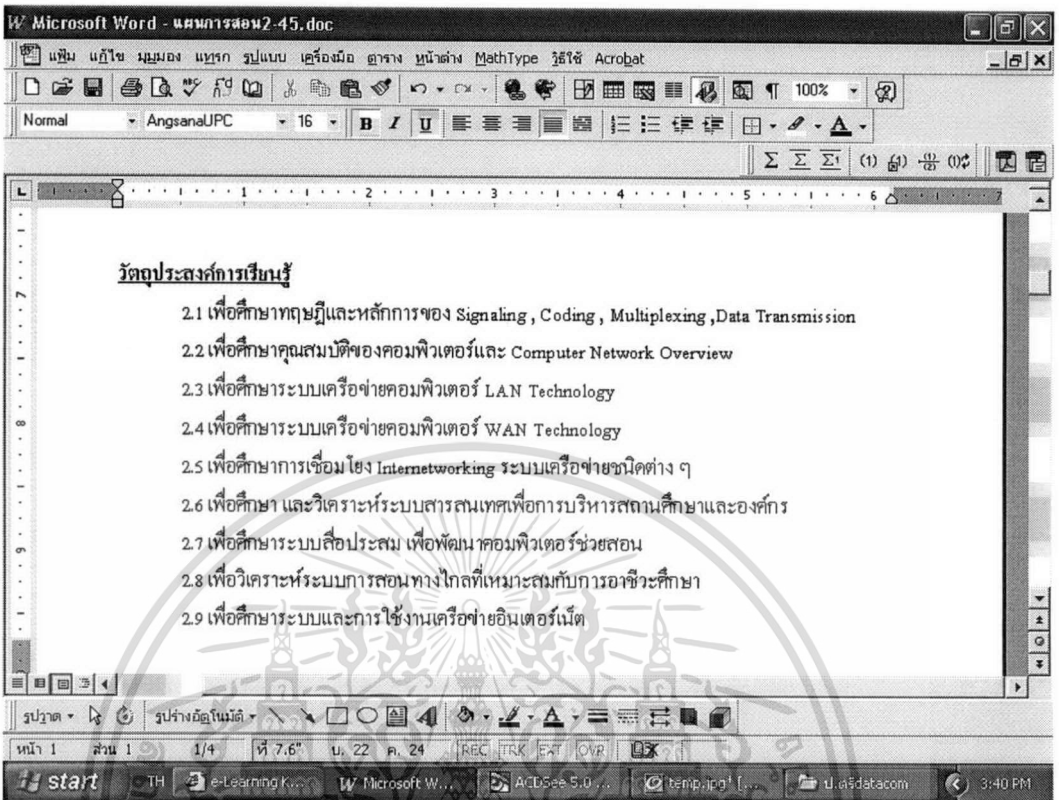 Microsoft Word - แผนการสอน2-45.doc
แฟ้ม แก้ไข มุมมอง แทรก รูปแบบ เครื่องมือ ตาราง หน้าต่าง MathType วิธีใช้ Acrobat
100%
Normal AngsanaUPC 16 B I U
1 2 3 4 5 6 7
วัตถุประสงค์การเรียนรู้
2.1 เพื่อศึกษาทฤษฎีและหลักการของ Signaling , Coding , Multiplexing ,Data Transmission
2.2 เพื่อศึกษาคุณสมบัติของคอมพิวเตอร์และ Computer Network Overview
2.3 เพื่อศึกษาระบบเครือข่ายคอมพิวเตอร์ LAN Technology
2.4 เพื่อศึกษาระบบเครือข่ายคอมพิวเตอร์ WAN Technology
2.5 เพื่อศึกษาการเชื่อมโยง Internetworking ระบบเครือข่ายชนิดต่าง ๆ
2.6 เพื่อศึกษา และวิเคราะห์ระบบสารสนเทศเพื่อการบริหารสถานศึกษาและองค์กร
2.7 เพื่อศึกษาระบบสื่อประสม เพื่อพัฒนาคอมพิวเตอร์ช่วยสอน
2.8 เพื่อวิเคราะห์ระบบการสอนทางไกลที่เหมาะสมกับการอาชีวะศึกษา
2.9 เพื่อศึกษาระบบและการใช้งานเครือข่ายอินเตอร์เน็ต
รูปวาด รูปร่างอัตโนมัติ
หน้า 1 ส่วน 1 1/4 ที่ 7.6" บ. 22 ค. 24 REC TRK EXT OVR
start TH e-Learning K... Microsoft W... ACDSee 5.0 ... temp.jpg* [... ป.ตรีdatacom 3:40 PM